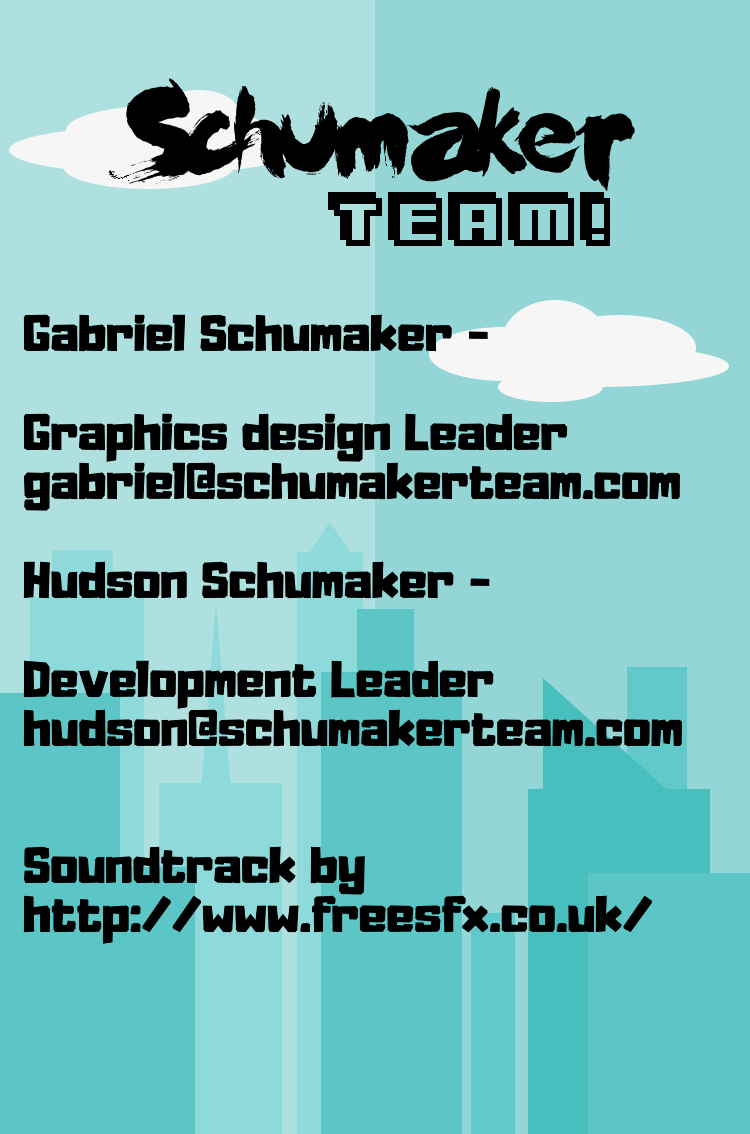 Schumaker
TEAM!
Gabriel Schumaker -
Graphics design Leader
gabriel@schumakerteam.com
Hudson Schumaker -
Development Leader
hudson@schumakerteam.com
Soundtrack by
http://www.freesfx.co.uk/